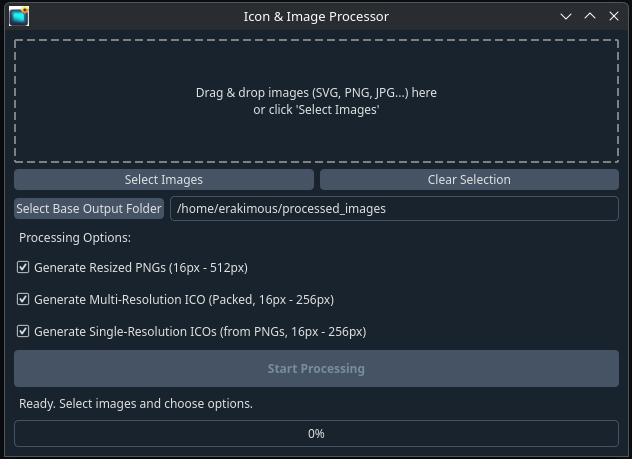 Icon & Image Processor
Drag & drop images (SVG, PNG, JPG...) here
or click 'Select Images'
Select Images
Clear Selection
Select Base Output Folder
/home/erakimous/processed_images
Processing Options:
Generate Resized PNGs (16px - 512px)
Generate Multi-Resolution ICO (Packed, 16px - 256px)
Generate Single-Resolution ICOs (from PNGs, 16px - 256px)
Start Processing
Ready. Select images and choose options.
0%